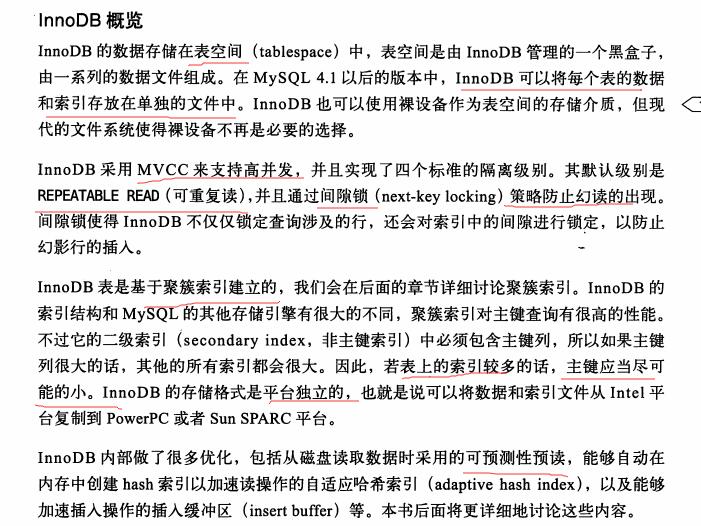 InnoDB 概览
InnoDB 的数据存储在表空间（tablespace）中，表空间是由 InnoDB 管理的一个黑盒子，
由一系列的数据文件组成。在 MySQL 4.1 以后的版本中，InnoDB 可以将每个表的数据
和索引存放在单独的文件中。InnoDB 也可以使用裸设备作为表空间的存储介质，但现
代的文件系统使得裸设备不再是必要的选择。
InnoDB 采用 MVCC 来支持高并发，并且实现了四个标准的隔离级别。其默认级别是
REPEATABLE READ（可重复读），并且通过间隙锁（next-key locking）策略防止幻读的出现。
间隙锁使得 InnoDB 不仅仅锁定查询涉及的行，还会对索引中的间隙进行锁定，以防止
幻影行的插入。
InnoDB 表是基于聚簇索引建立的，我们会在后面的章节详细讨论聚簇索引。InnoDB 的
索引结构和 MySQL 的其他存储引擎有很大的不同，聚簇索引对主键查询有很高的性能。
不过它的二级索引（secondary index，非主键索引）中必须包含主键列，所以如果主键
列很大的话，其他的所有索引都会很大。因此，若表上的索引较多的话，主键应当尽可
能的小。InnoDB 的存储格式是平台独立的，也就是说可以将数据和索引文件从 Intel 平
台复制到 PowerPC 或者 Sun SPARC 平台。
InnoDB 内部做了很多优化，包括从磁盘读取数据时采用的可预测性预读，能够自动在
内存中创建 hash 索引以加速读操作的自适应哈希索引（adaptive hash index），以及能够
加速插入操作的插入缓冲区（insert buffer）等。本书后面将更详细地讨论这些内容。